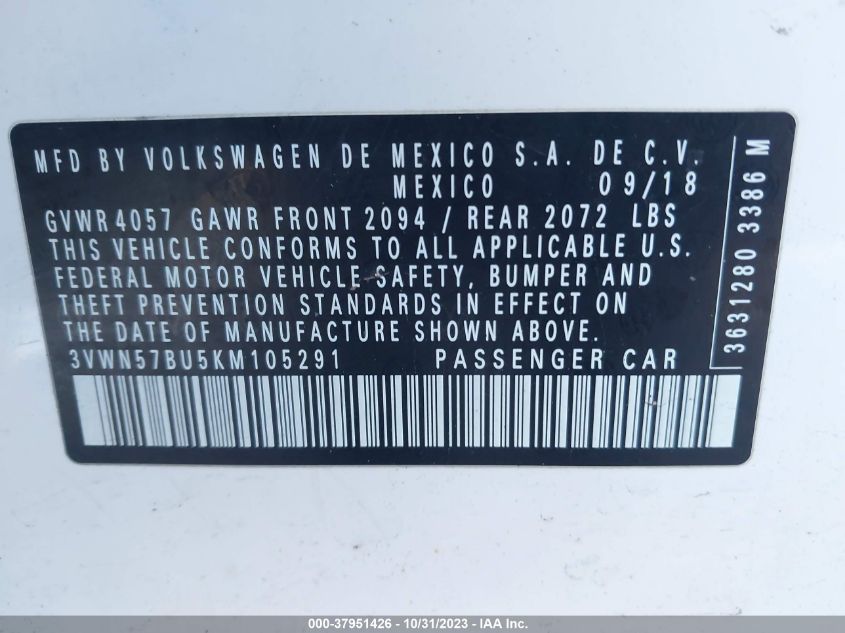 MFD BY VOLKSWAGEN DE MEXICO S.A. DE C.V.
MEXICO 09/18
GVWR 4057 GAWR FRONT 2094 / REAR 2072 LBS
THIS VEHICLE CONFORMS TO ALL APPLICABLE U.S.
FEDERAL MOTOR VEHICLE SAFETY, BUMPER AND
THEFT PREVENTION STANDARDS IN EFFECT ON
THE DATE OF MANUFACTURE SHOWN ABOVE.
3VWN57BU5KM105291 PASSENGER CAR
3631280 3386 M
000-37951426 - 10/31/2023 - IAA Inc.